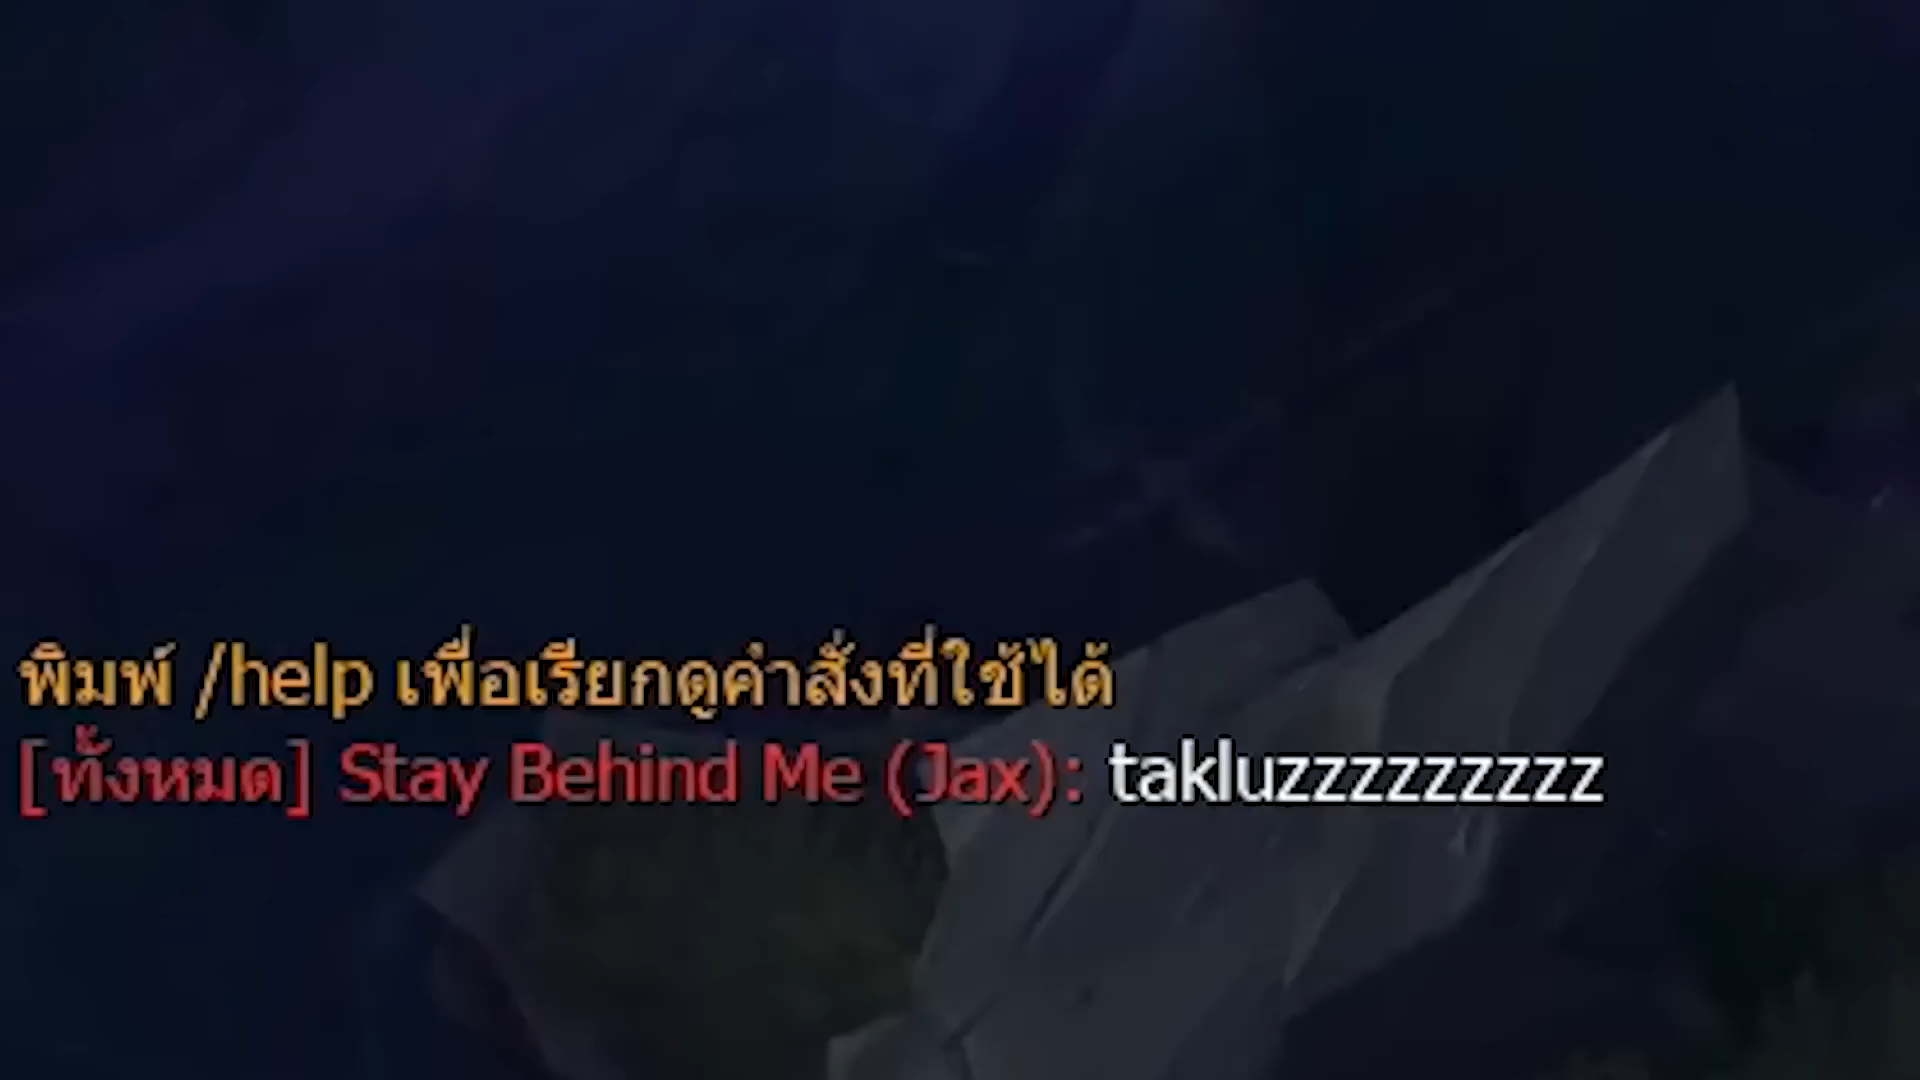 พิมพ์ /help เพื่อเรียกดูคำสั่งที่ใช้ได้
[ทั้งหมด] Stay Behind Me (Jax): takluzzzzzzzzz